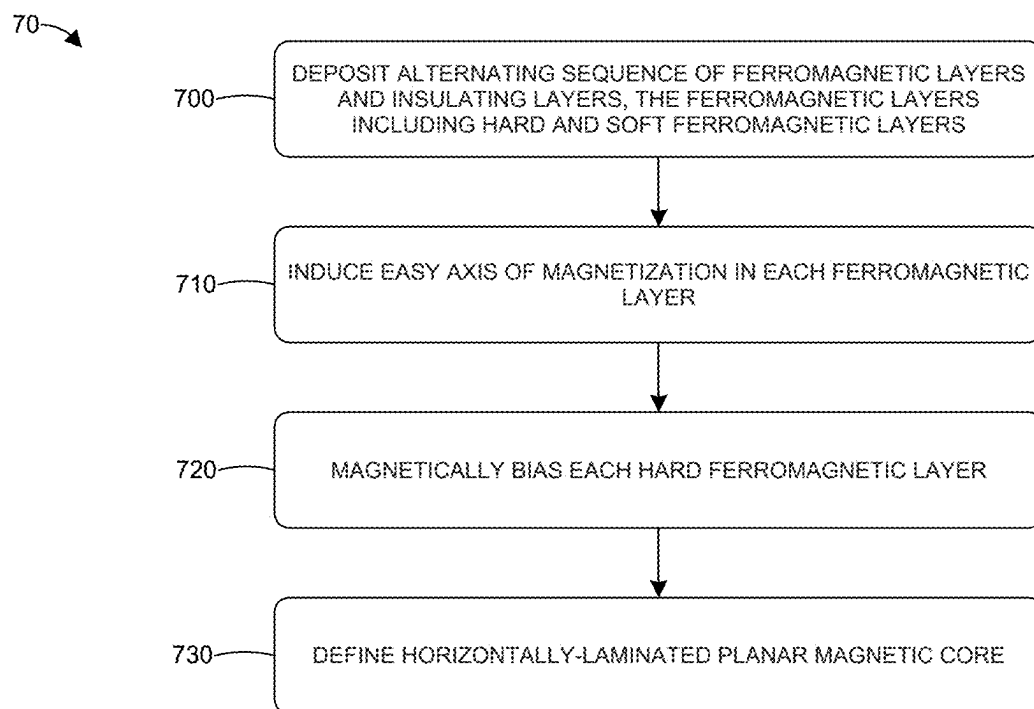 70
700
DEPOSIT ALTERNATING SEQUENCE OF FERROMAGNETIC LAYERS
AND INSULATING LAYERS, THE FERROMAGNETIC LAYERS
INCLUDING HARD AND SOFT FERROMAGNETIC LAYERS
710
INDUCE EASY AXIS OF MAGNETIZATION IN EACH FERROMAGNETIC
LAYER
720
MAGNETICALLY BIAS EACH HARD FERROMAGNETIC LAYER
730
DEFINE HORIZONTALLY-LAMINATED PLANAR MAGNETIC CORE